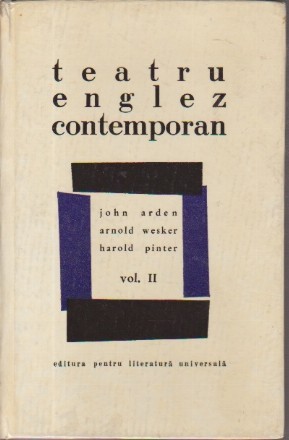 teatru
englez
contemporan
john arden
arnold wesker
harold pinter
vol. II
editura pentru literatură universală